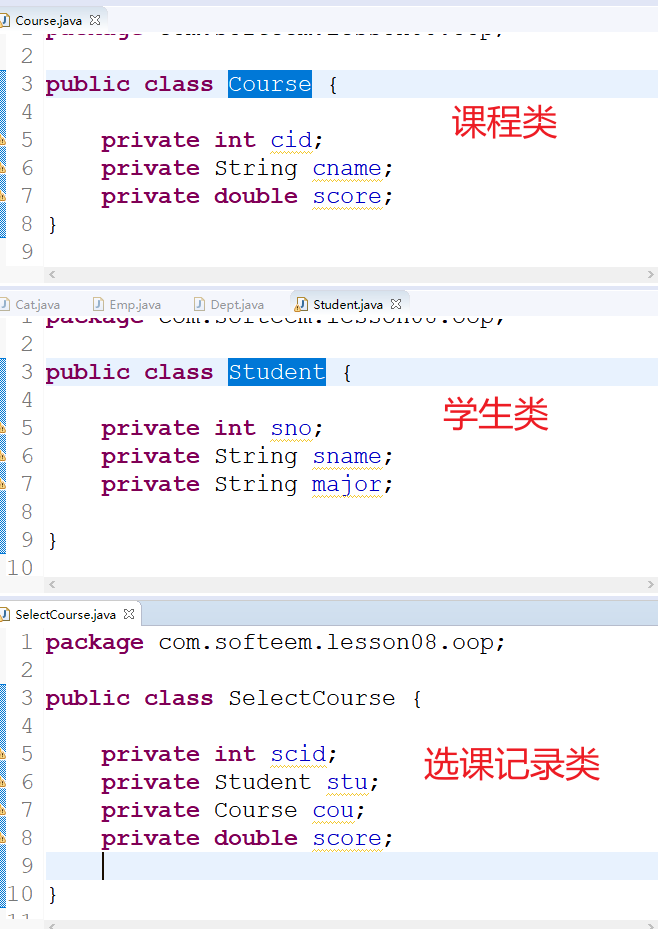 Course.java
2
3 public class Course {
课程类
4
5 private int cid;
6 private String cname;
7 private double score;
8 }
9
Cat.java Emp.java Dept.java Student.java
1 package com.softeem.lesson08.oop;
2
3 public class Student {
学生类
4
5 private int sno;
6 private String sname;
7 private String major;
8
9 }
10
SelectCourse.java
1 package com.softeem.lesson08.oop;
2
3 public class SelectCourse {
4
5 private int scid;
选课记录类
6 private Student stu;
7 private Course cou;
8 private double score;
9
10 }
11